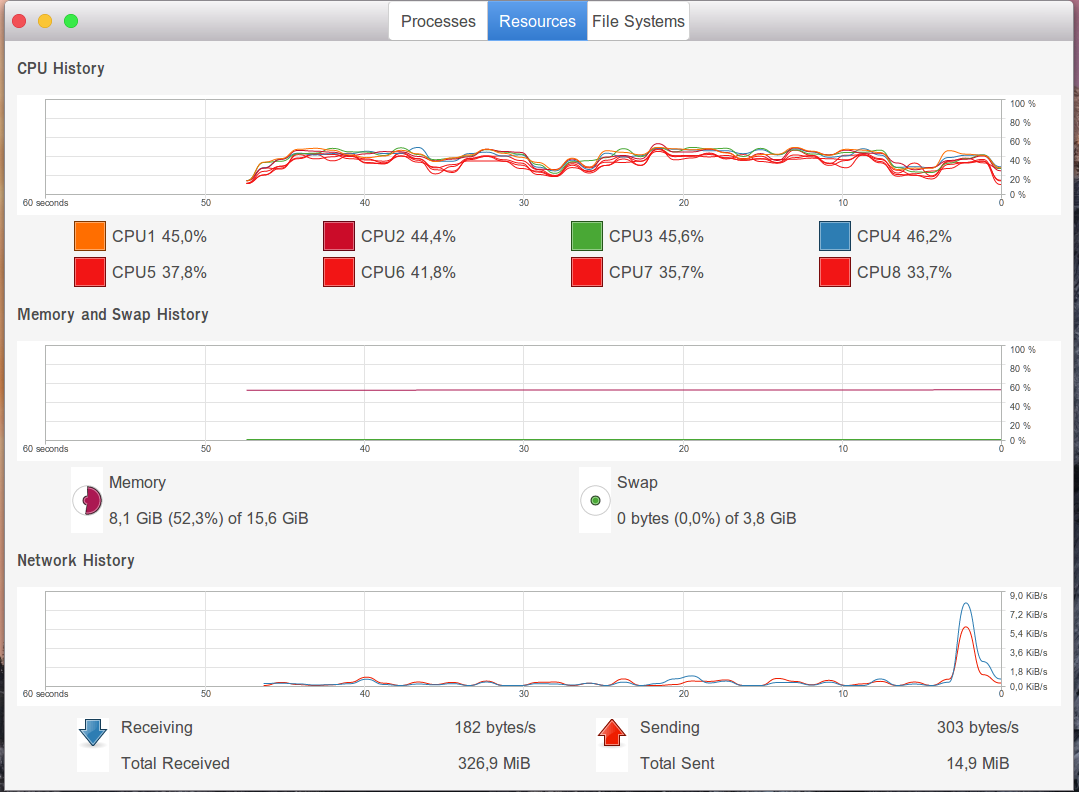 Processes Resources File Systems
CPU History
100 %
80 %
60 %
40 %
20 %
0 %
60 seconds 50 40 30 20 10 0
CPU1 45,0% CPU2 44,4% CPU3 45,6% CPU4 46,2%
CPU5 37,8% CPU6 41,8% CPU7 35,7% CPU8 33,7%
Memory and Swap History
100 %
80 %
60 %
40 %
20 %
0 %
60 seconds 50 40 30 20 10 0
Memory Swap
8,1 GiB (52,3%) of 15,6 GiB 0 bytes (0,0%) of 3,8 GiB
Network History
9,0 KiB/s
7,2 KiB/s
5,4 KiB/s
3,6 KiB/s
1,8 KiB/s
0,0 KiB/s
60 seconds 50 40 30 20 10 0
Receiving 182 bytes/s Sending 303 bytes/s
Total Received 326,9 MiB Total Sent 14,9 MiB